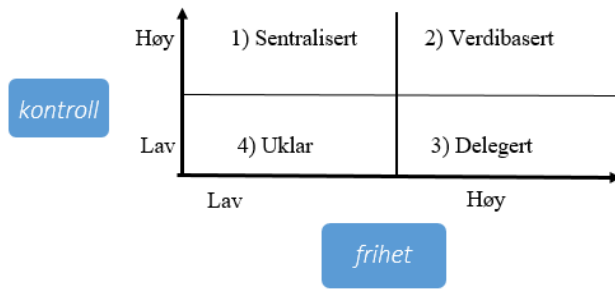 Høy
1) Sentralisert
2) Verdibasert
kontroll
Lav
4) Uklar
3) Delegert
Lav
Høy
frihet